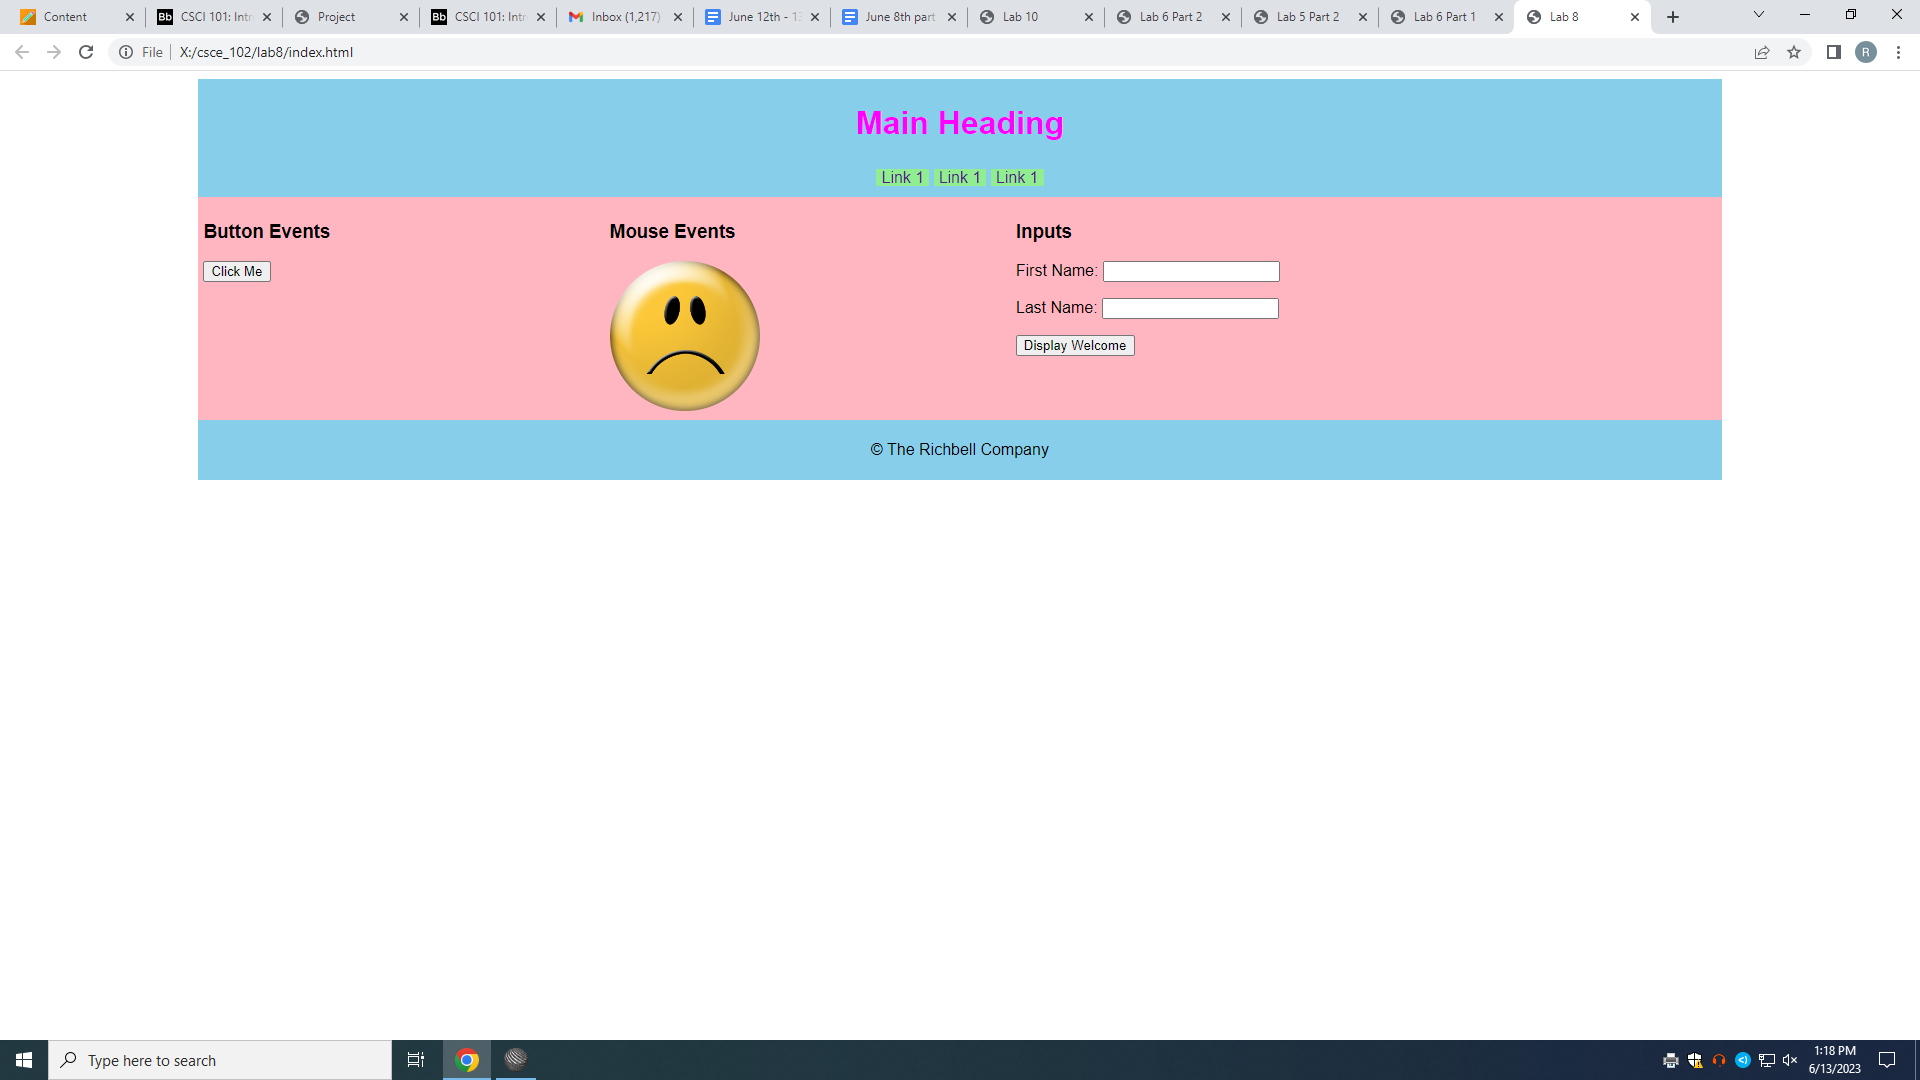 Content
Bb CSCI 101: Intr
Project
Bb CSCI 101: Intr
Inbox (1,217)
June 12th - 13
June 8th part
Lab 10
Lab 6 Part 2
Lab 5 Part 2
Lab 6 Part 1
Lab 8
File X:/csce_102/lab8/index.html
R
Main Heading
Link 1 Link 1 Link 1
Button Events
Click Me
Mouse Events
Inputs
First Name:
Last Name:
Display Welcome
© The Richbell Company
Type here to search
1:18 PM
6/13/2023